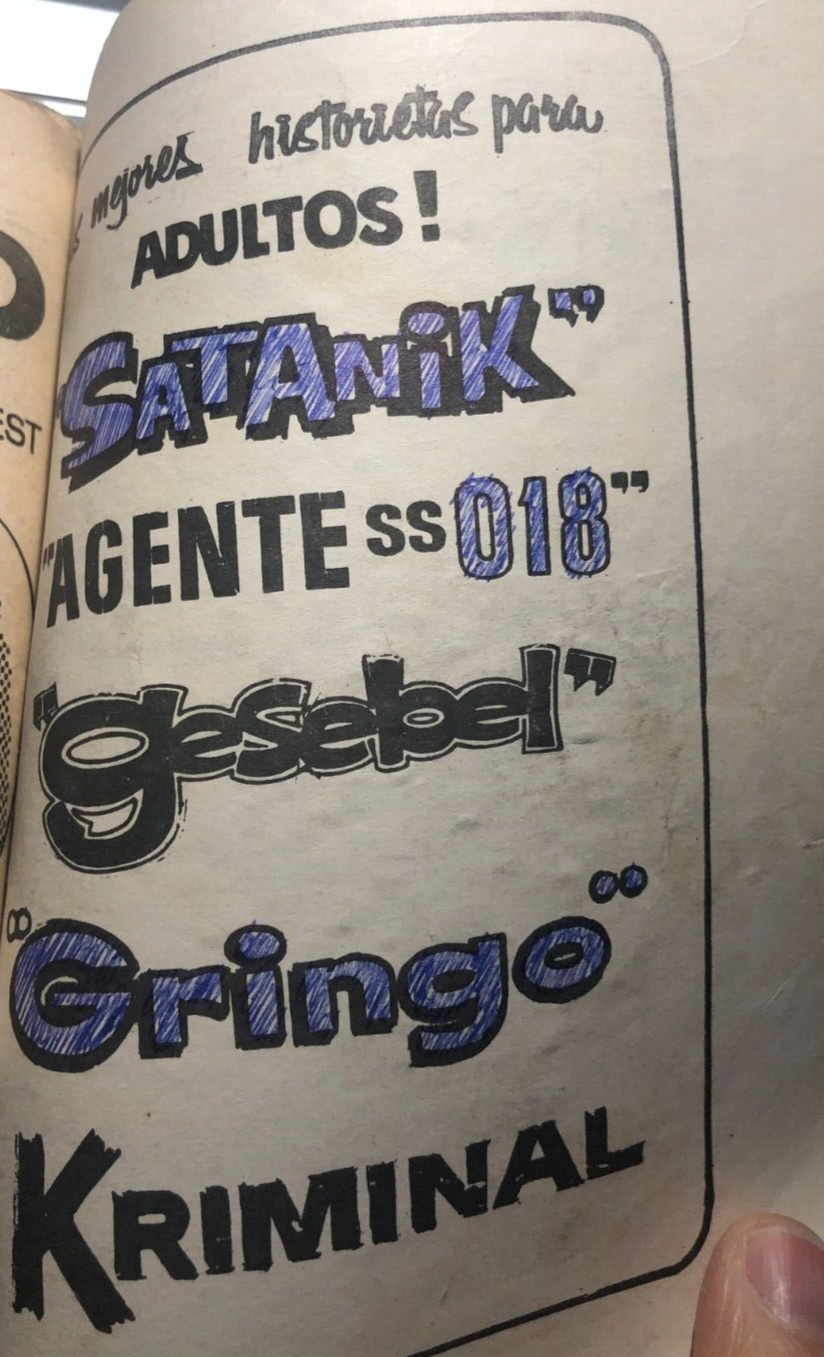 mejores historietas para
ADULTOS!
"SATANiK"
"AGENTE SS 018"
"gesebel"
"Gringo"
KRIMINAL
EST